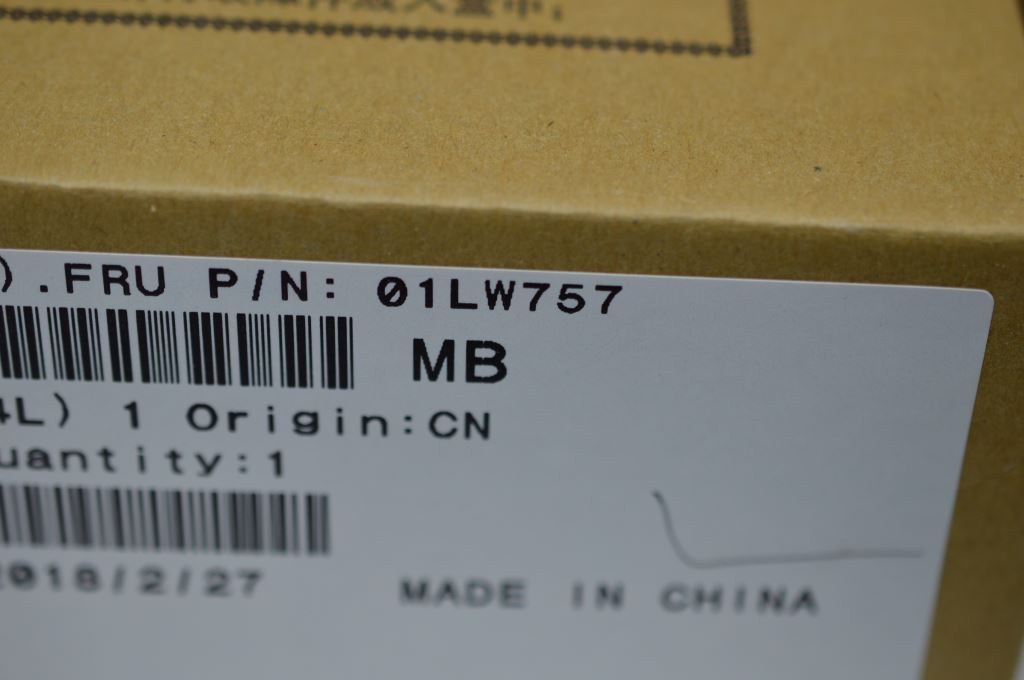 ).FRU P/N: 01LW757
MB
4L) 1 Origin:CN
uantity:1
2018/2/27
MADE IN CHINA